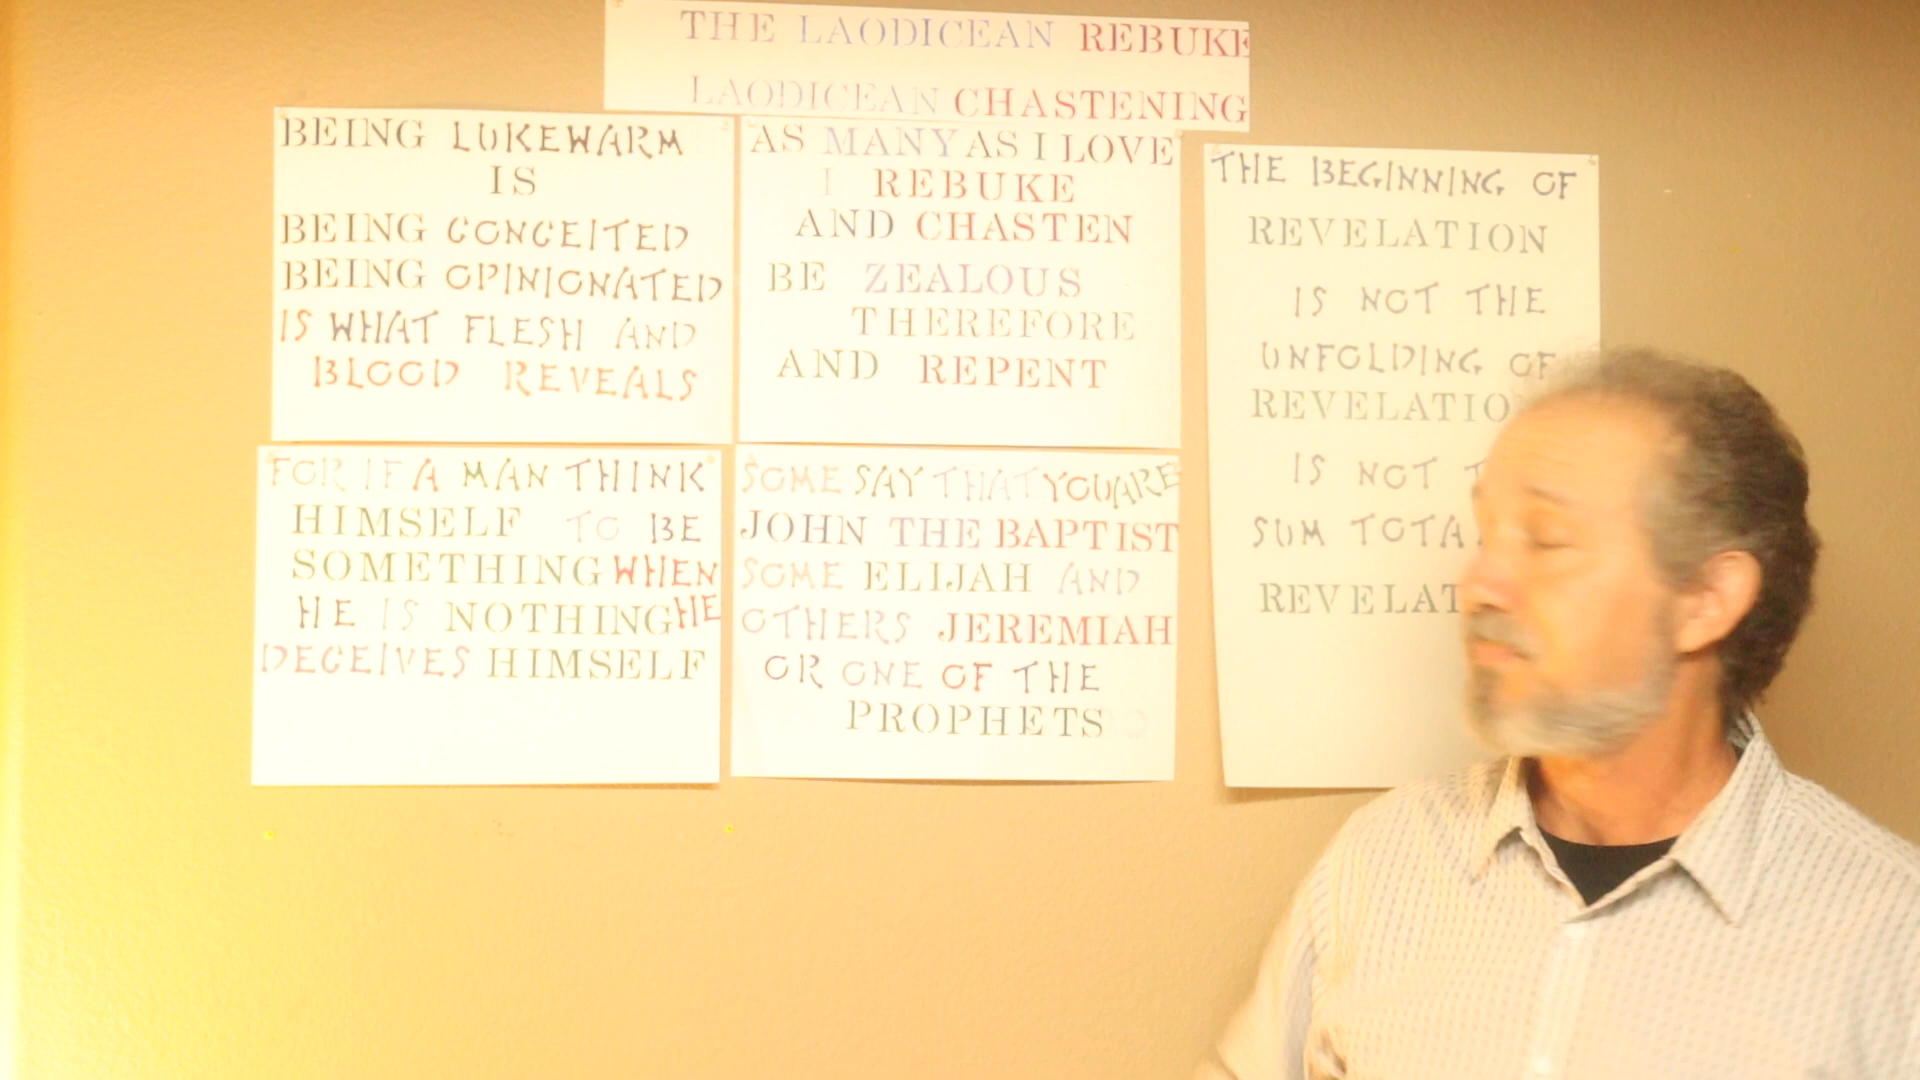 THE LAODICEAN REBUKE
LAODICEAN CHASTENING
BEING LUKEWARM
IS
BEING CONCEITED
BEING OPINIONATED
IS WHAT FLESH AND
BLOOD REVEALS
AS MANY AS I LOVE
I REBUKE
AND CHASTEN
BE ZEALOUS
THEREFORE
AND REPENT
THE BEGINNING OF
REVELATION
IS NOT THE
UNFOLDING OF
REVELATIO
IS NOT
SUM TOTA
REVELAT
FOR IF A MAN THINK
HIMSELF TO BE
SOMETHING WHEN
HE IS NOTHING HE
DECEIVES HIMSELF
SOME SAY THAT YOU ARE
JOHN THE BAPTIST
SOME ELIJAH AND
OTHERS JEREMIAH
OR ONE OF THE
PROPHETS